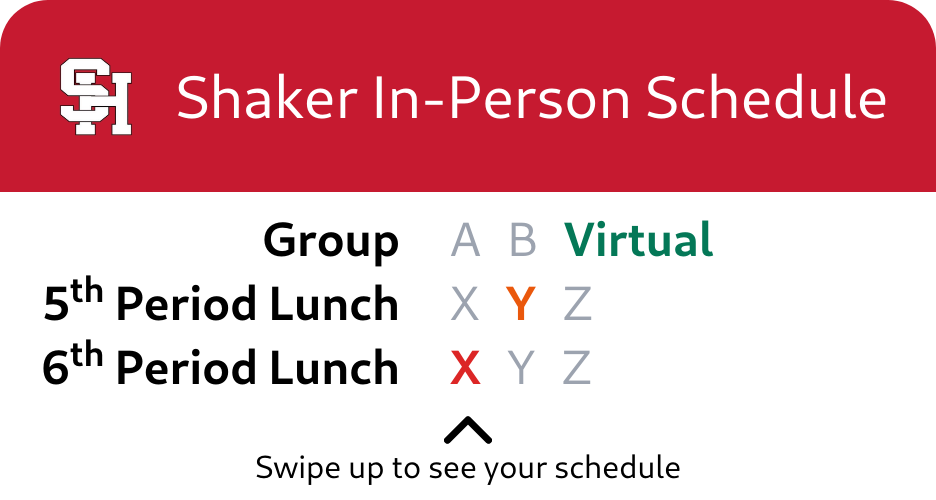 SH Shaker In-Person Schedule
Group A B Virtual
5th Period Lunch X Y Z
6th Period Lunch X Y Z
Swipe up to see your schedule